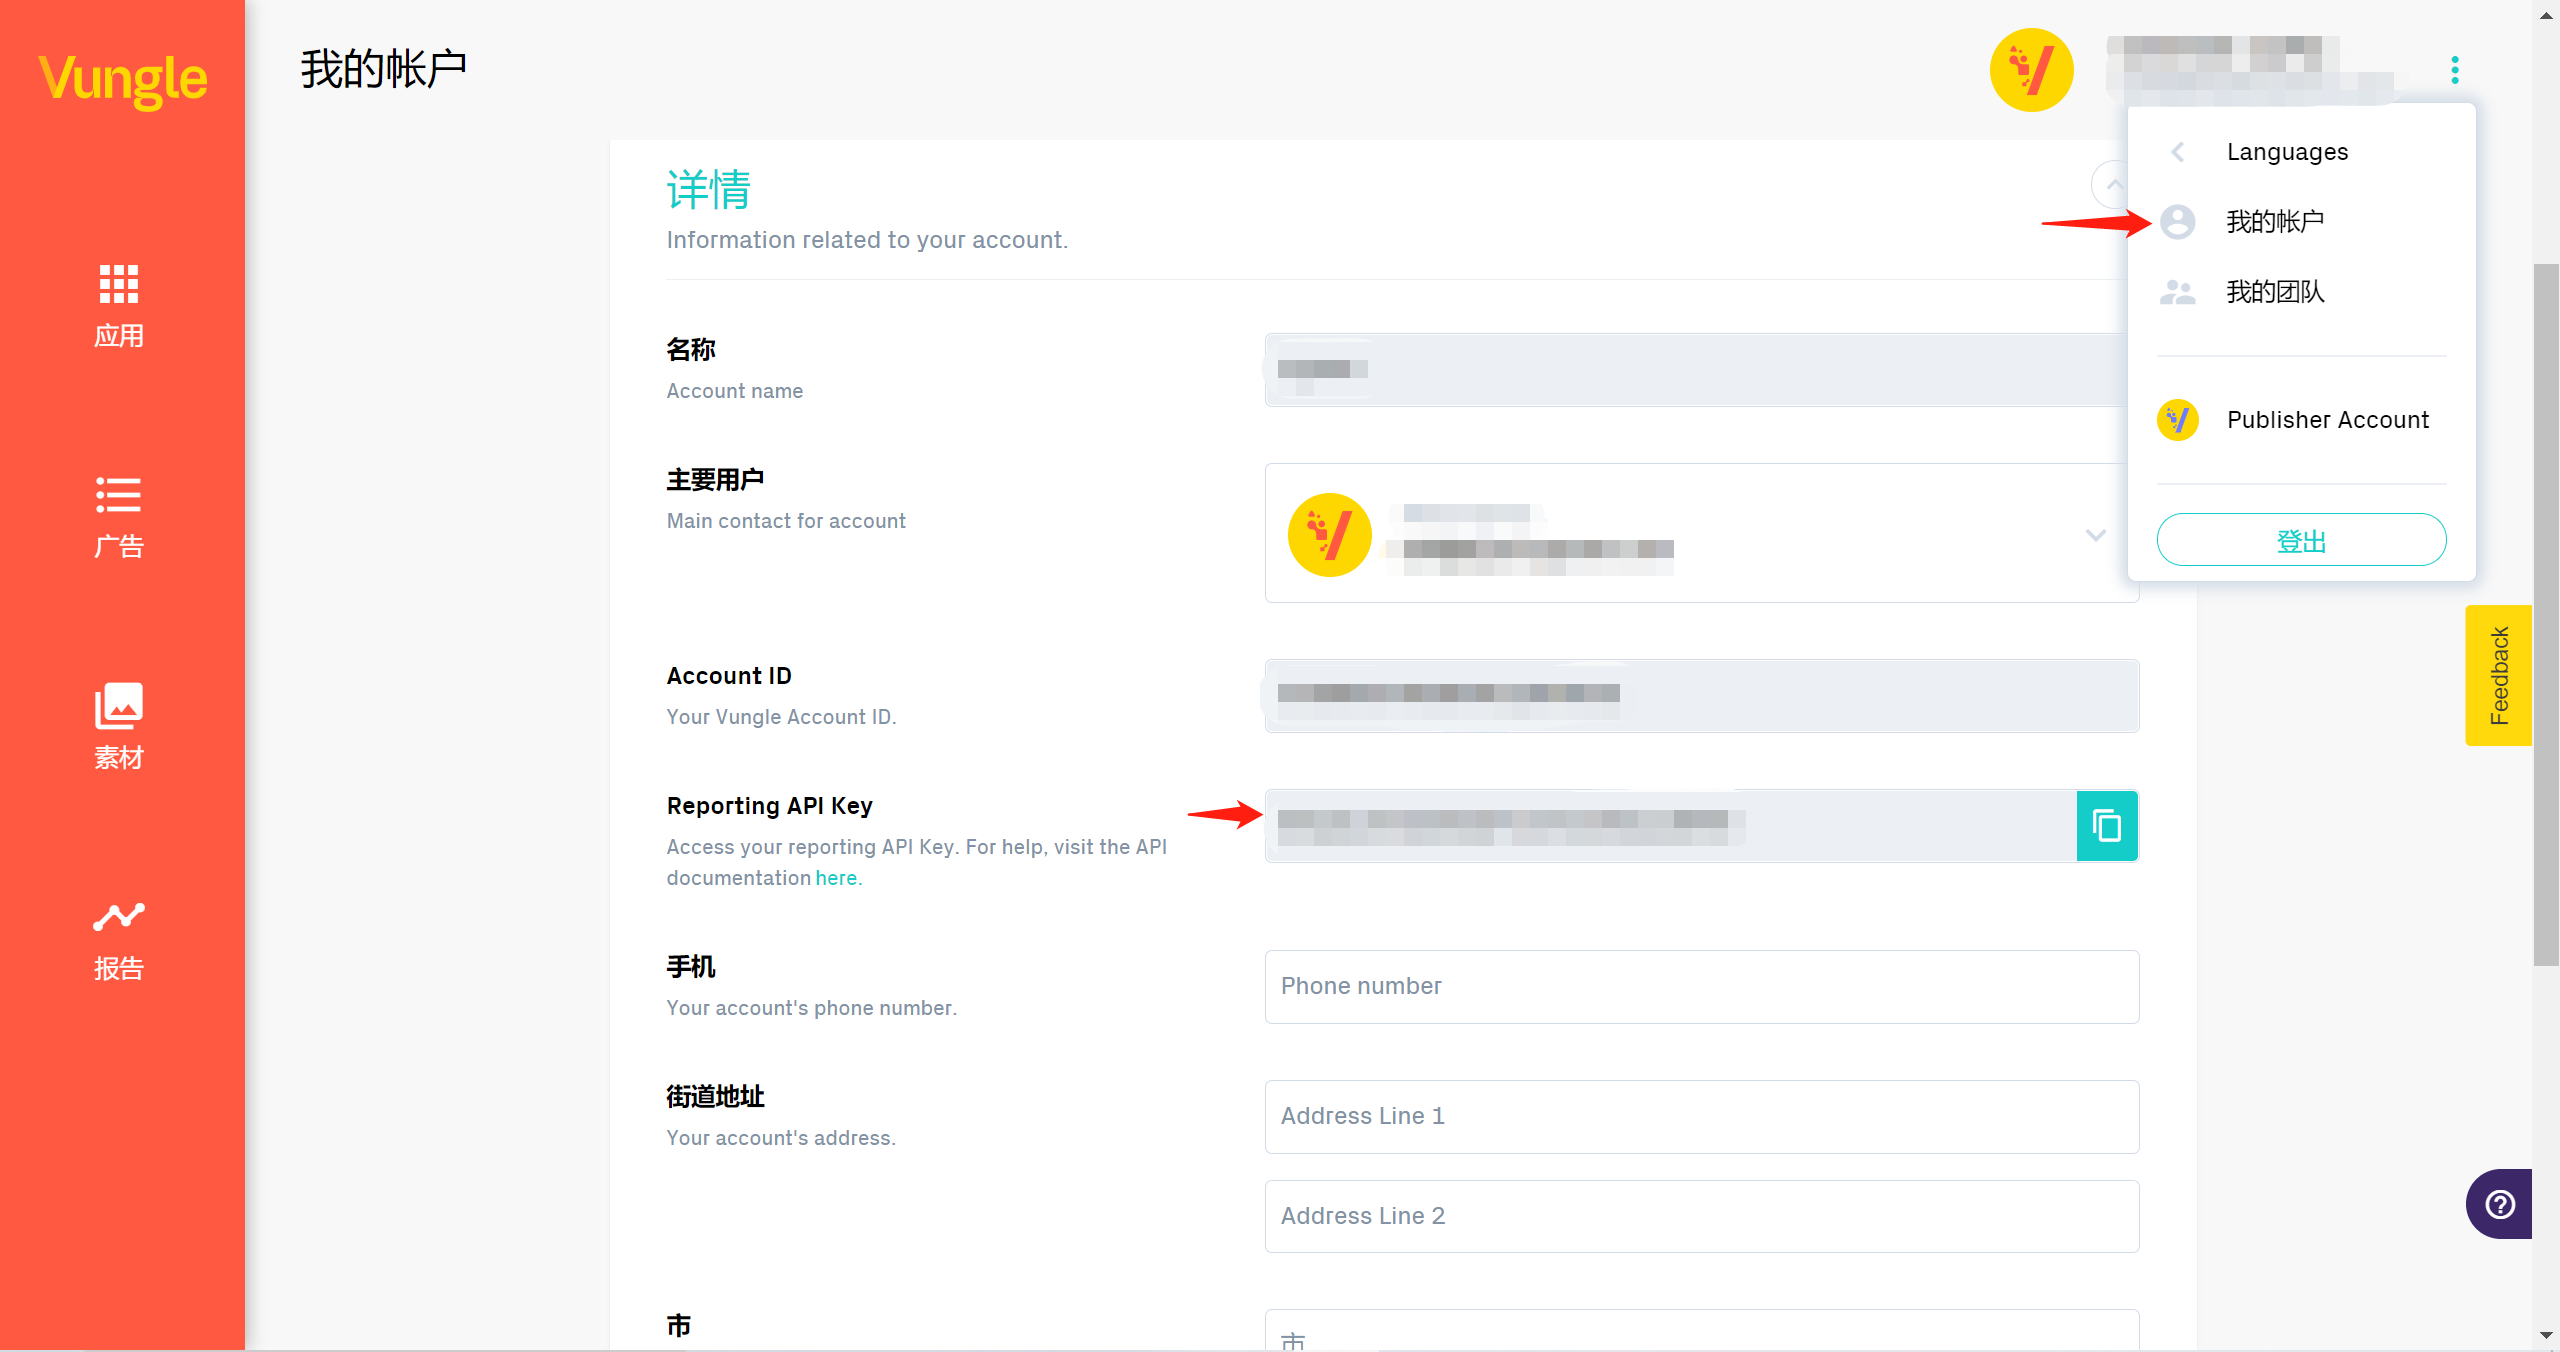 Vungle
我的帐户
应用
广告
素材
报告
详情
Information related to your account.
名称
Account name
主要用户
Main contact for account
Account ID
Your Vungle Account ID.
Reporting API Key
Access your reporting API Key. For help, visit the API
documentation here.
手机
Your account's phone number.
Phone number
街道地址
Your account's address.
Address Line 1
Address Line 2
市
市
Languages
我的帐户
我的团队
Publisher Account
登出
Feedback